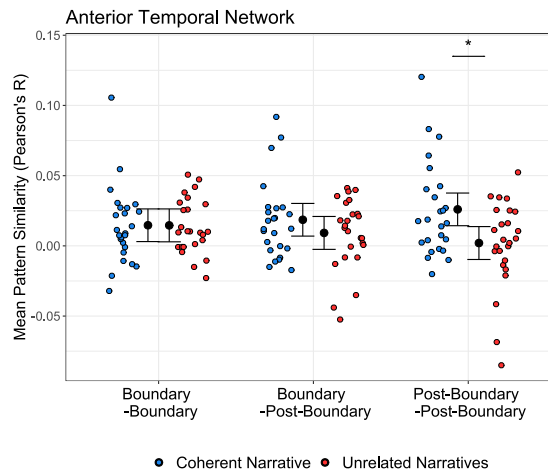 Anterior Temporal Network
Mean Pattern Similarity (Pearson's R)
0.15
0.10
0.05
0.00
-0.05
*
Boundary
-Boundary
Boundary
-Post-Boundary
Post-Boundary
-Post-Boundary
Coherent Narrative
Unrelated Narratives